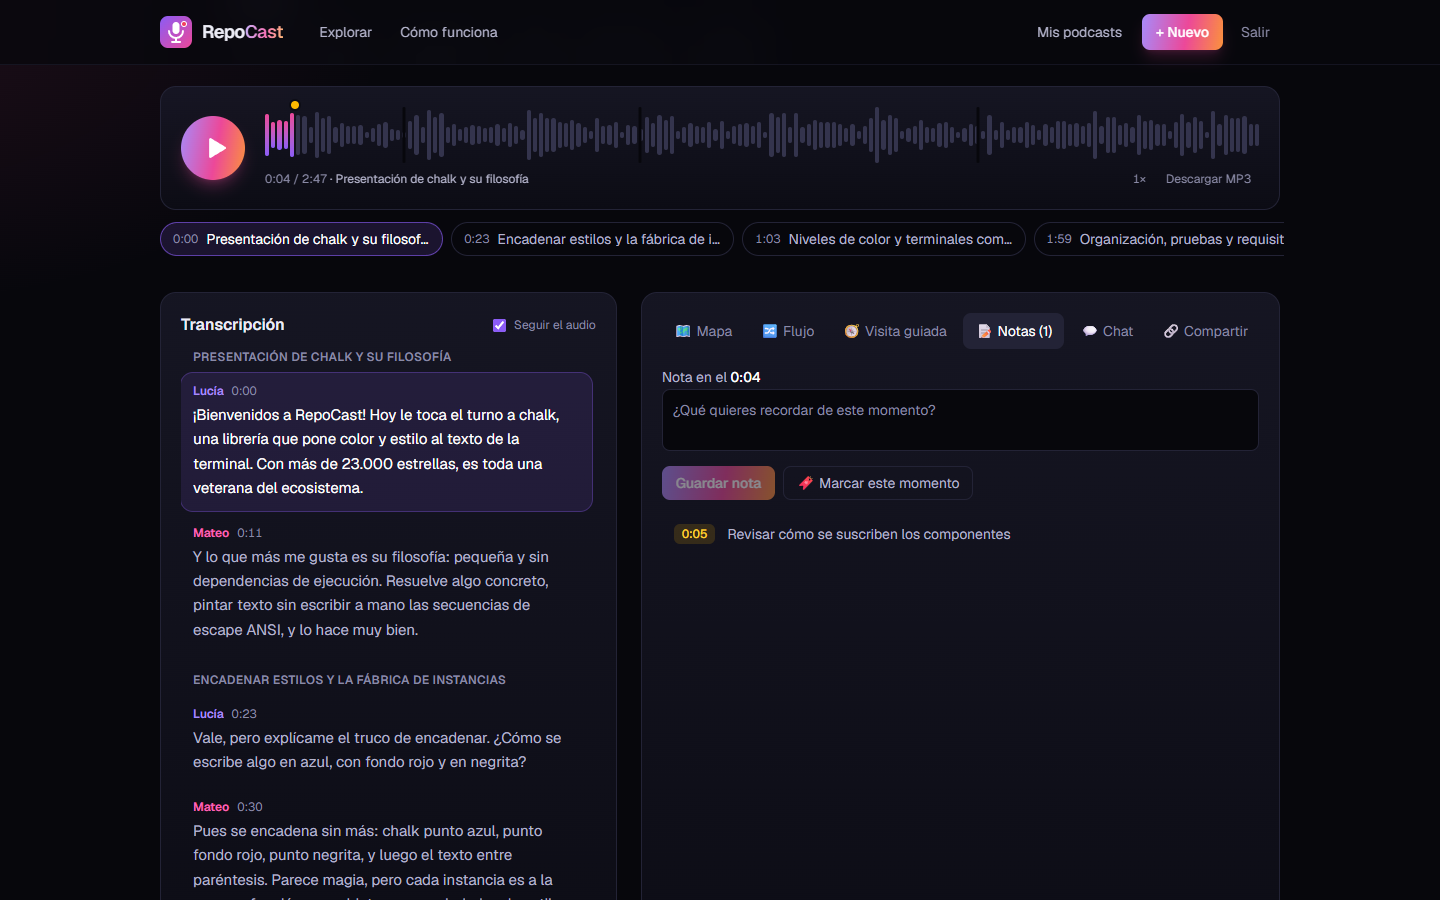 RepoCast
Explorar
Cómo funciona
Mis podcasts
+ Nuevo
Salir
0:04 / 2:47 · Presentación de chalk y su filosofía
1×
Descargar MP3
0:00 Presentación de chalk y su filosof...
0:23 Encadenar estilos y la fábrica de i...
1:03 Niveles de color y terminales com...
1:59 Organización, pruebas y requisit
Transcripción
Seguir el audio
PRESENTACIÓN DE CHALK Y SU FILOSOFÍA
Lucía 0:00
¡Bienvenidos a RepoCast! Hoy le toca el turno a chalk,
una librería que pone color y estilo al texto de la
terminal. Con más de 23.000 estrellas, es toda una
veterana del ecosistema.
Mateo 0:11
Y lo que más me gusta es su filosofía: pequeña y sin
dependencias de ejecución. Resuelve algo concreto,
pintar texto sin escribir a mano las secuencias de
escape ANSI, y lo hace muy bien.
ENCADENAR ESTILOS Y LA FÁBRICA DE INSTANCIAS
Lucía 0:23
Vale, pero explícame el truco de encadenar. ¿Cómo se
escribe algo en azul, con fondo rojo y en negrita?
Mateo 0:30
Pues se encadena sin más: chalk punto azul, punto
fondo rojo, punto negrita, y luego el texto entre
paréntesis. Parece magia, pero cada instancia es a la
Mapa
Flujo
Visita guiada
Notas (1)
Chat
Compartir
Nota en el 0:04
¿Qué quieres recordar de este momento?
Guardar nota
Marcar este momento
0:05 Revisar cómo se suscriben los componentes